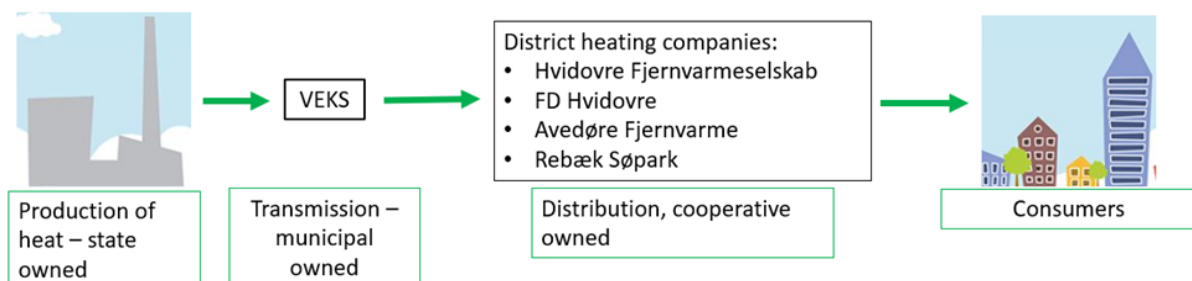 VEKS
District heating companies:
• Hvidovre Fjernvarmeselskab
• FD Hvidovre
• Avedøre Fjernvarme
• Rebæk Søpark
Production of
heat – state
owned
Transmission –
municipal
owned
Distribution, cooperative
owned
Consumers